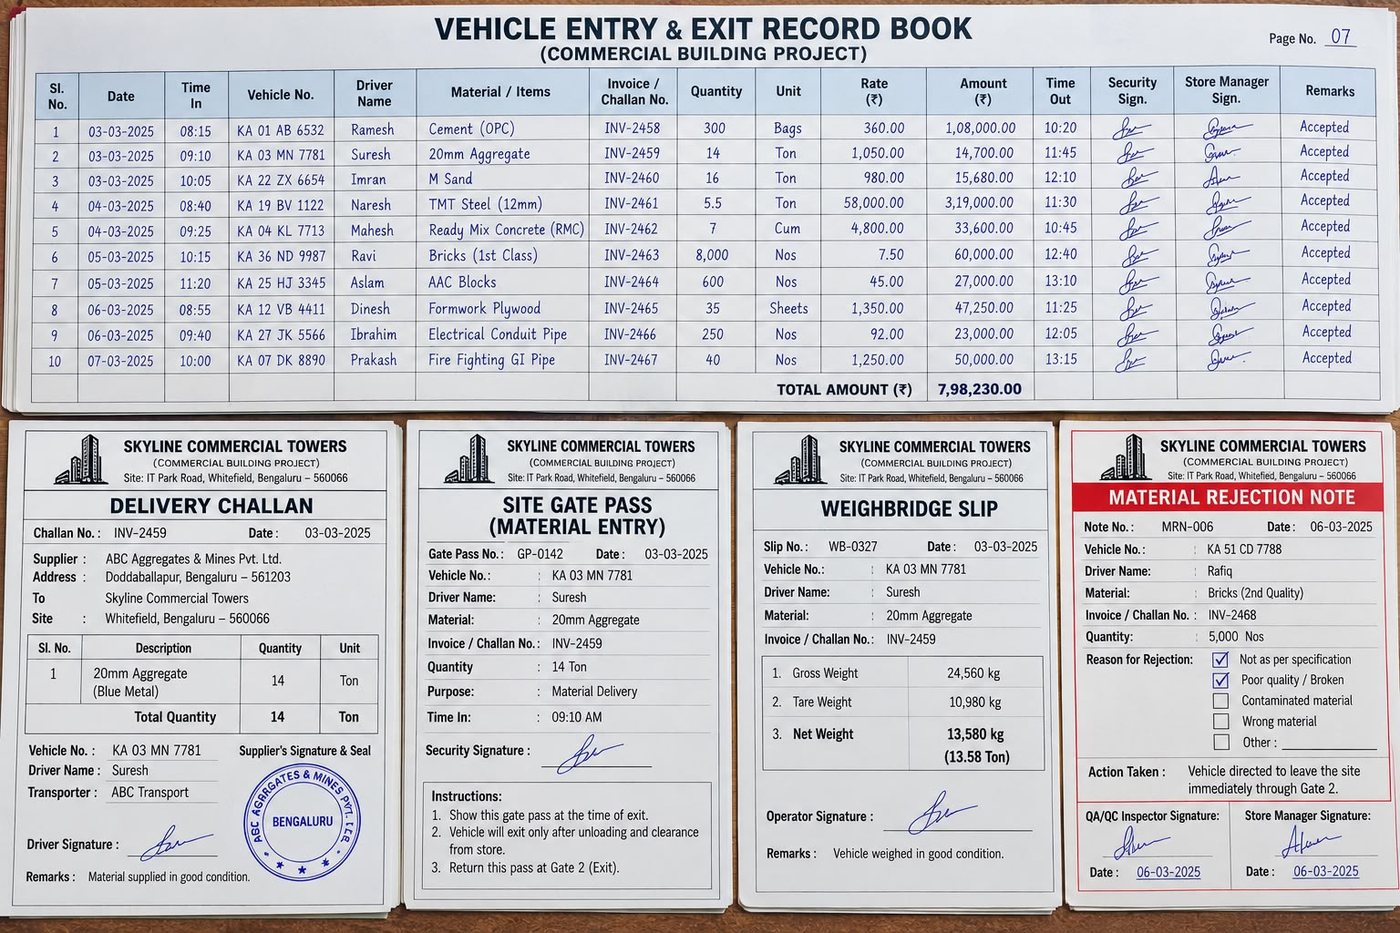 VEHICLE ENTRY & EXIT RECORD BOOK
(COMMERCIAL BUILDING PROJECT)
Page No. 07
Sl. No. Date Time In Vehicle No. Driver Name Material / Items Invoice / Challan No. Quantity Unit Rate (₹) Amount (₹) Time Out Security Sign. Store Manager Sign. Remarks
1 03-03-2025 08:15 KA 01 AB 6532 Ramesh Cement (OPC) INV-2458 300 Bags 360.00 1,08,000.00 10:20 Accepted
2 03-03-2025 09:10 KA 03 MN 7781 Suresh 20mm Aggregate INV-2459 14 Ton 1,050.00 14,700.00 11:45 Accepted
3 03-03-2025 10:05 KA 22 ZX 6654 Imran M Sand INV-2460 16 Ton 980.00 15,680.00 12:10 Accepted
4 04-03-2025 08:40 KA 19 BV 1122 Naresh TMT Steel (12mm) INV-2461 5.5 Ton 58,000.00 3,19,000.00 11:30 Accepted
5 04-03-2025 09:25 KA 04 KL 7713 Mahesh Ready Mix Concrete (RMC) INV-2462 7 Cum 4,800.00 33,600.00 10:45 Accepted
6 05-03-2025 10:15 KA 36 ND 9987 Ravi Bricks (1st Class) INV-2463 8,000 Nos 7.50 60,000.00 12:40 Accepted
7 05-03-2025 11:20 KA 25 HJ 3345 Aslam AAC Blocks INV-2464 600 Nos 45.00 27,000.00 13:10 Accepted
8 06-03-2025 08:55 KA 12 VB 4411 Dinesh Formwork Plywood INV-2465 35 Sheets 1,350.00 47,250.00 11:25 Accepted
9 06-03-2025 09:40 KA 27 JK 5566 Ibrahim Electrical Conduit Pipe INV-2466 250 Nos 92.00 23,000.00 12:05 Accepted
10 07-03-2025 10:00 KA 07 DK 8890 Prakash Fire Fighting GI Pipe INV-2467 40 Nos 1,250.00 50,000.00 13:15 Accepted
TOTAL AMOUNT (₹) 7,98,230.00
SKYLINE COMMERCIAL TOWERS
(COMMERCIAL BUILDING PROJECT)
Site: IT Park Road, Whitefield, Bengaluru – 560066
DELIVERY CHALLAN
Challan No. : INV-2459 Date : 03-03-2025
Supplier : ABC Aggregates & Mines Pvt. Ltd.
Address : Doddaballapur, Bengaluru – 561203
To Skyline Commercial Towers
Site : Whitefield, Bengaluru – 560066
Sl. No. Description Quantity Unit
1 20mm Aggregate 14 Ton
(Blue Metal)
Total Quantity 14 Ton
Vehicle No. : KA 03 MN 7781
Driver Name : Suresh
Transporter : ABC Transport
Driver Signature :
Supplier's Signature & Seal
ABC AGGREGATES & MINES PVT.
BENGALURU
Remarks : Material supplied in good condition.
SKYLINE COMMERCIAL TOWERS
(COMMERCIAL BUILDING PROJECT)
Site: IT Park Road, Whitefield, Bengaluru – 560066
SITE GATE PASS
(MATERIAL ENTRY)
Gate Pass No. : GP-0142 Date : 03-03-2025
Vehicle No. : KA 03 MN 7781
Driver Name: : Suresh
Material: : 20mm Aggregate
Invoice / Challan No. : INV-2459
Quantity : 14 Ton
Purpose: : Material Delivery
Time In: : 09:10 AM
Security Signature :
Instructions:
1. Show this gate pass at the time of exit.
2. Vehicle will exit only after unloading and clearance
from store.
3. Return this pass at Gate 2 (Exit).
SKYLINE COMMERCIAL TOWERS
(COMMERCIAL BUILDING PROJECT)
Site: IT Park Road, Whitefield, Bengaluru – 560066
WEIGHBRIDGE SLIP
Slip No. : WB-0327 Date : 03-03-2025
Vehicle No. : KA 03 MN 7781
Driver Name: : Suresh
Material: : 20mm Aggregate
Invoice / Challan No. : INV-2459
1. Gross Weight 24,560 kg
2. Tare Weight 10,980 kg
3. Net Weight 13,580 kg
(13.58 Ton)
Operator Signature :
Remarks : Vehicle weighed in good condition.
SKYLINE COMMERCIAL TOWERS
(COMMERCIAL BUILDING PROJECT)
Site: IT Park Road, Whitefield, Bengaluru – 560066
MATERIAL REJECTION NOTE
Note No. : MRN-006 Date : 06-03-2025
Vehicle No. : KA 51 CD 7788
Driver Name: : Rafiq
Material: : Bricks (2nd Quality)
Invoice / Challan No. : INV-2468
Quantity: : 5,000 Nos
Reason for Rejection: Not as per specification
Poor quality / Broken
Contaminated material
Wrong material
Other :
Action Taken : Vehicle directed to leave the site
immediately through Gate 2.
QA/QC Inspector Signature:
Date : 06-03-2025
Store Manager Signature:
Date : 06-03-2025